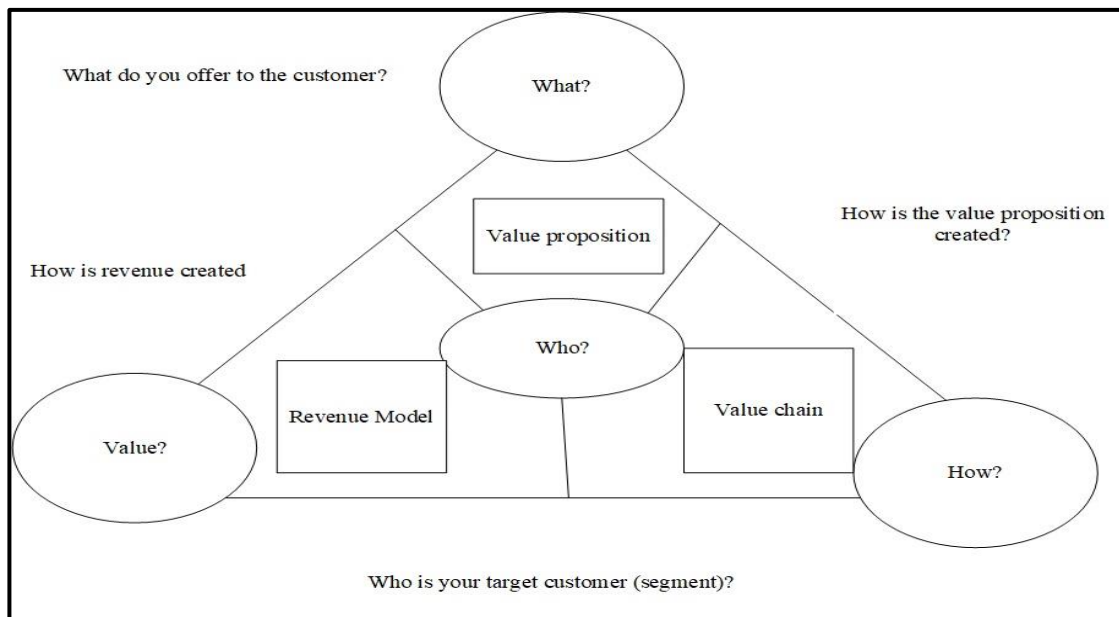 What do you offer to the customer?
What?
How is the value proposition
created?
Value proposition
How is revenue created
Who?
Revenue Model
Value chain
Value?
How?
Who is your target customer (segment)?